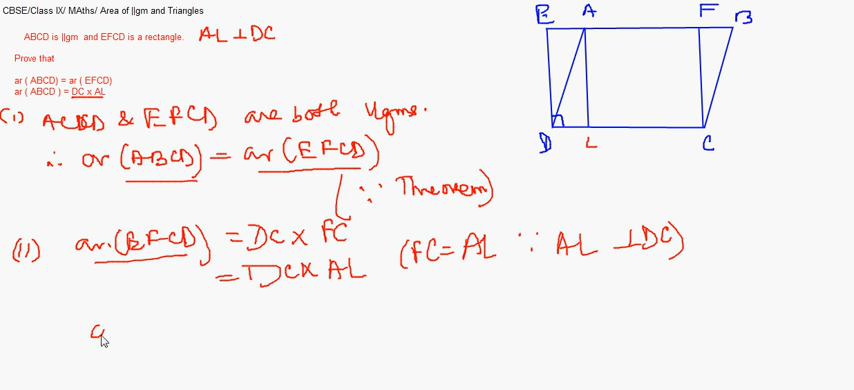 CBSE/Class IX/ MAths/ Area of ||gm and Triangles
ABCD is ||gm and EFCD is a rectangle. AL ⊥ DC
Prove that
ar ( ABCD) = ar ( EFCD)
ar ( ABCD ) = DC x AL
(i) & EFCD are both ||gms.
∴ ar (ABCD) = ar (EFCD)
(∵ Theorem)
(ii) ar. (EFCD) = DC x FC
= DC x AL (FC = AL ∵ AL ⊥ DC)
a
E A F B
D L C